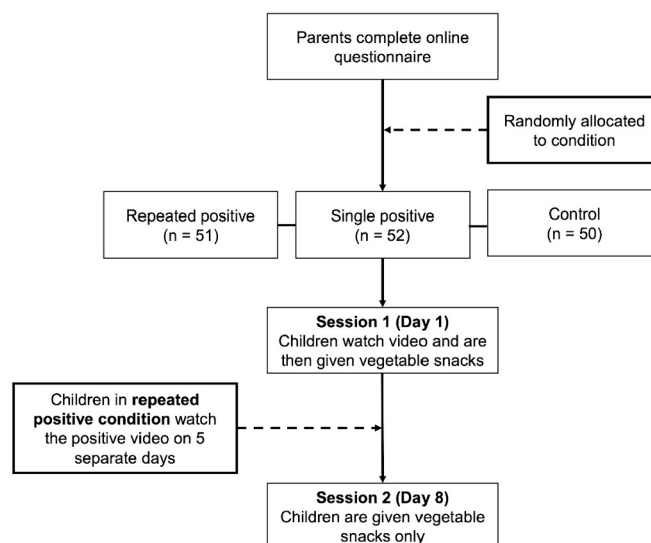 Parents complete online
questionnaire
Randomly allocated
to condition
Repeated positive
(n = 51)
Single positive
(n = 52)
Control
(n = 50)
Session 1 (Day 1)
Children watch video and are
then given vegetable snacks
Children in repeated
positive condition watch
the positive video on 5
separate days
Session 2 (Day 8)
Children are given vegetable
snacks only